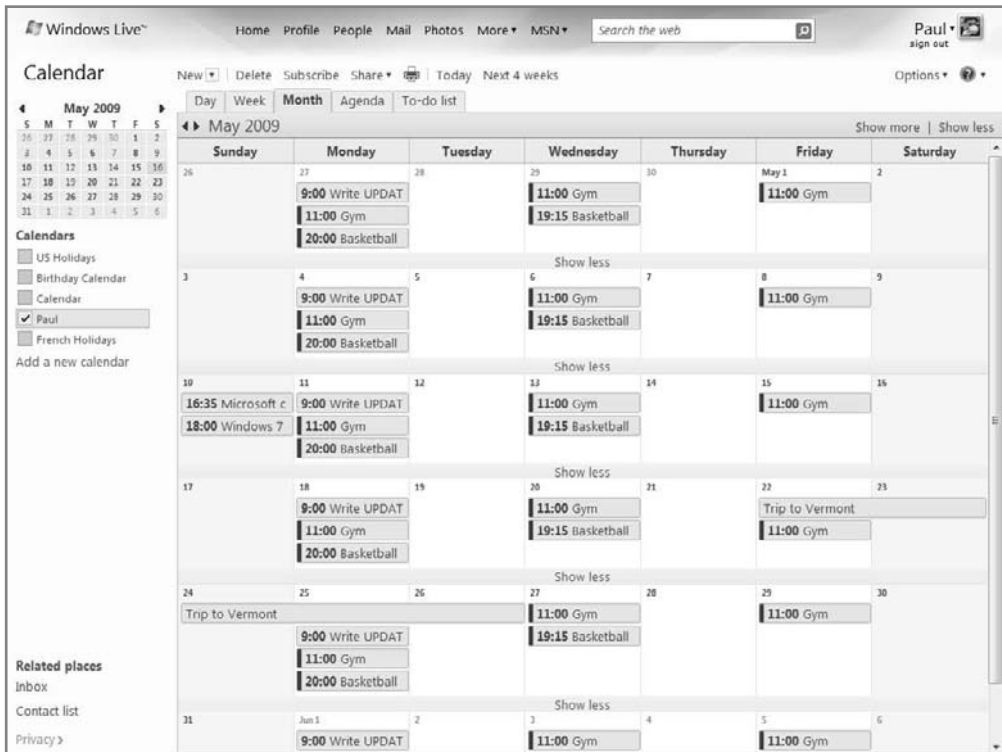 Windows Live™ Home Profile People Mail Photos More MSN Search the web Paul
sign out
Calendar New Delete Subscribe Share Today Next 4 weeks Options
Day Week Month Agenda To-do list
May 2009
S M T W T F S
26 27 28 29 30 1 2
3 4 5 6 7 8 9
10 11 12 13 14 15 16
17 18 19 20 21 22 23
24 25 26 27 28 29 30
31 1 2 3 4 5 6
Calendars
US Holidays
Birthday Calendar
Calendar
Paul
French Holidays
Add a new calendar
Related places
Inbox
Contact list
Privacy
May 2009 Show more | Show less
Sunday Monday Tuesday Wednesday Thursday Friday Saturday
26 27 28 29 30 May 1 2
9:00 Write UPDAT 11:00 Gym 11:00 Gym
11:00 Gym 19:15 Basketball
20:00 Basketball
Show less
3 4 5 6 7 8 9
9:00 Write UPDAT 11:00 Gym 11:00 Gym
11:00 Gym 19:15 Basketball
20:00 Basketball
Show less
10 11 12 13 14 15 16
16:35 Microsoft c 9:00 Write UPDAT 11:00 Gym 11:00 Gym
18:00 Windows 7 11:00 Gym 19:15 Basketball
20:00 Basketball
Show less
17 18 19 20 21 22 23
9:00 Write UPDAT 11:00 Gym Trip to Vermont
11:00 Gym 19:15 Basketball 11:00 Gym
20:00 Basketball
Show less
24 25 26 27 28 29 30
Trip to Vermont 11:00 Gym 11:00 Gym
9:00 Write UPDAT 19:15 Basketball
11:00 Gym
20:00 Basketball
Show less
31 Jun 1 2 3 4 5 6
9:00 Write UPDAT 11:00 Gym 11:00 Gym